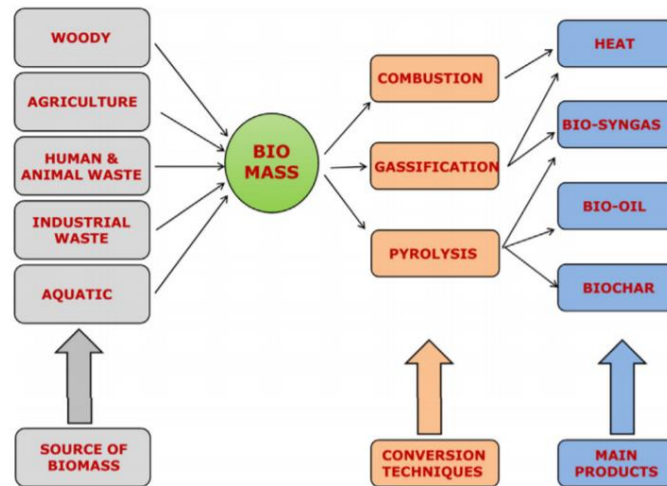 WOODY
AGRICULTURE
HUMAN &
ANIMAL WASTE
INDUSTRIAL
WASTE
AQUATIC
SOURCE OF
BIOMASS
BIO
MASS
COMBUSTION
GASSIFICATION
PYROLYSIS
CONVERSION
TECHNIQUES
HEAT
BIO-SYNGAS
BIO-OIL
BIOCHAR
MAIN
PRODUCTS